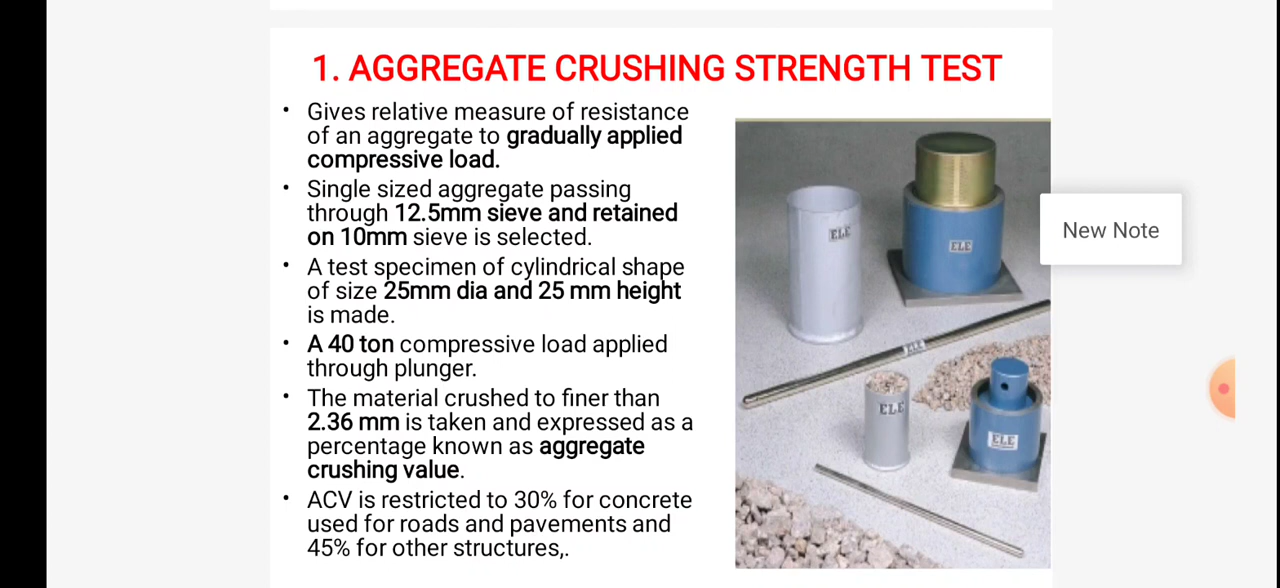 1. AGGREGATE CRUSHING STRENGTH TEST
• Gives relative measure of resistance
of an aggregate to gradually applied
compressive load.
• Single sized aggregate passing
through 12.5mm sieve and retained
on 10mm sieve is selected.
• A test specimen of cylindrical shape
of size 25mm dia and 25 mm height
is made.
• A 40 ton compressive load applied
through plunger.
• The material crushed to finer than
2.36 mm is taken and expressed as a
percentage known as aggregate
crushing value.
• ACV is restricted to 30% for concrete
used for roads and pavements and
45% for other structures,.
ELE
ELE
ELE
ELE
ELE
New Note